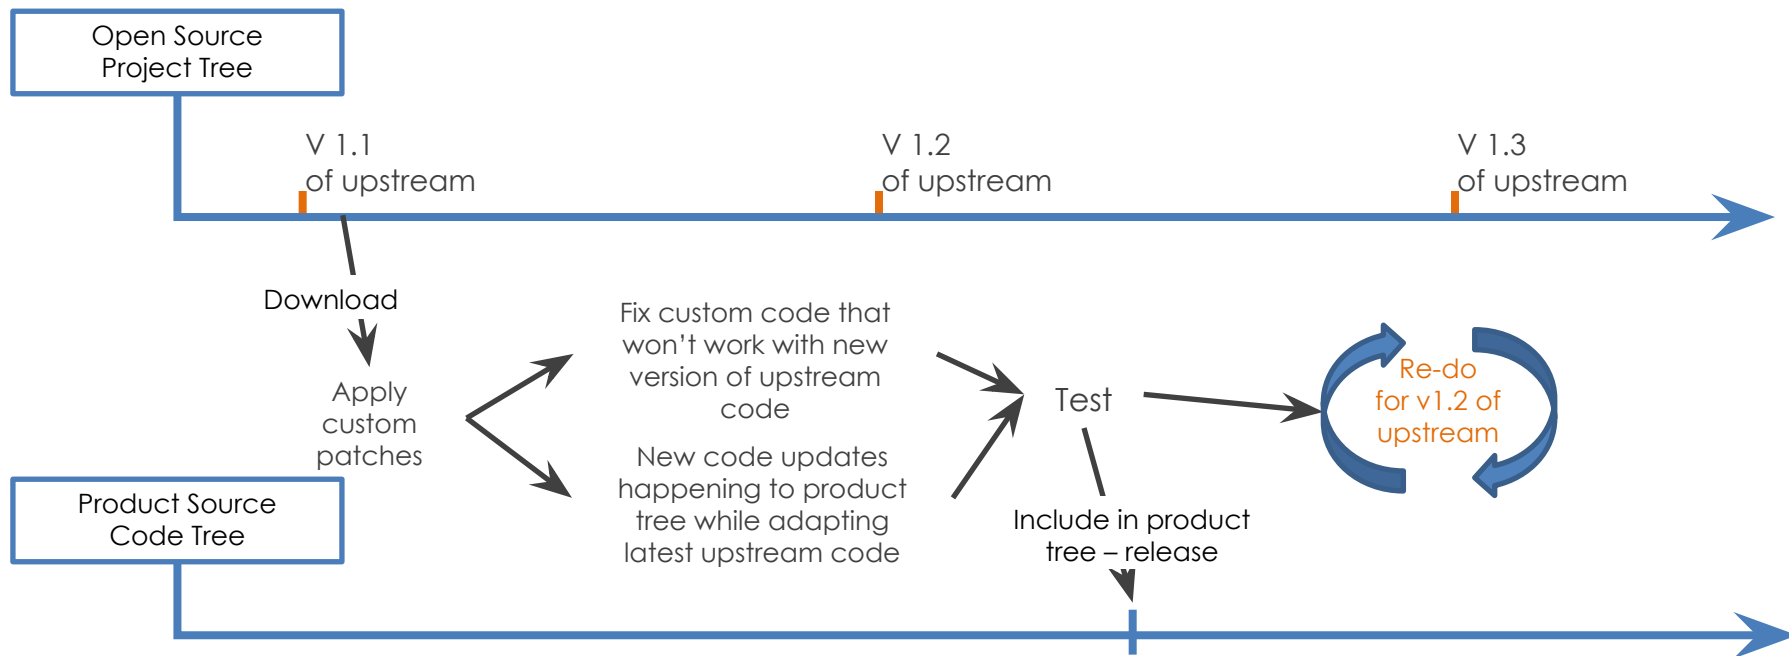 Open Source
Project Tree
V 1.1
of upstream
V 1.2
of upstream
V 1.3
of upstream
Download
Apply
custom
patches
Fix custom code that
won’t work with new
version of upstream
code
New code updates
happening to product
tree while adapting
latest upstream code
Test
Include in product
tree – release
Re-do
for v1.2 of
upstream
Product Source
Code Tree